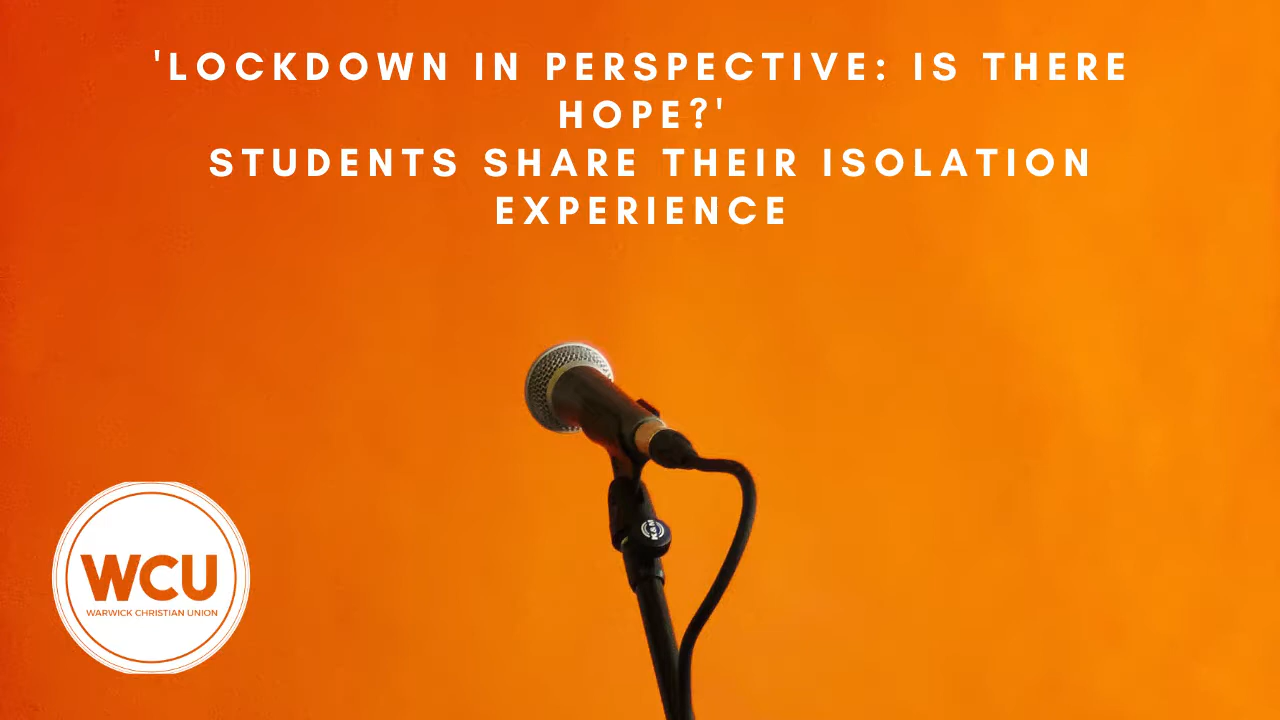 'LOCKDOWN IN PERSPECTIVE: IS THERE
HOPE?'
STUDENTS SHARE THEIR ISOLATION
EXPERIENCE
K&M
WCU
WARWICK CHRISTIAN UNION